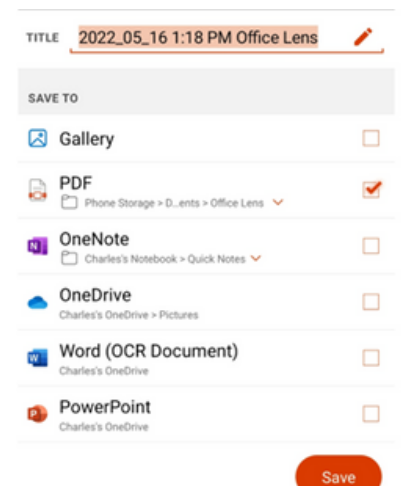 TITLE 2022_05_16 1:18 PM Office Lens
SAVE TO
Gallery
PDF
Phone Storage > D…ents > Office Lens
OneNote
Charles's Notebook > Quick Notes
OneDrive
Charles's OneDrive > Pictures
Word (OCR Document)
Charles's OneDrive
PowerPoint
Charles's OneDrive
Save